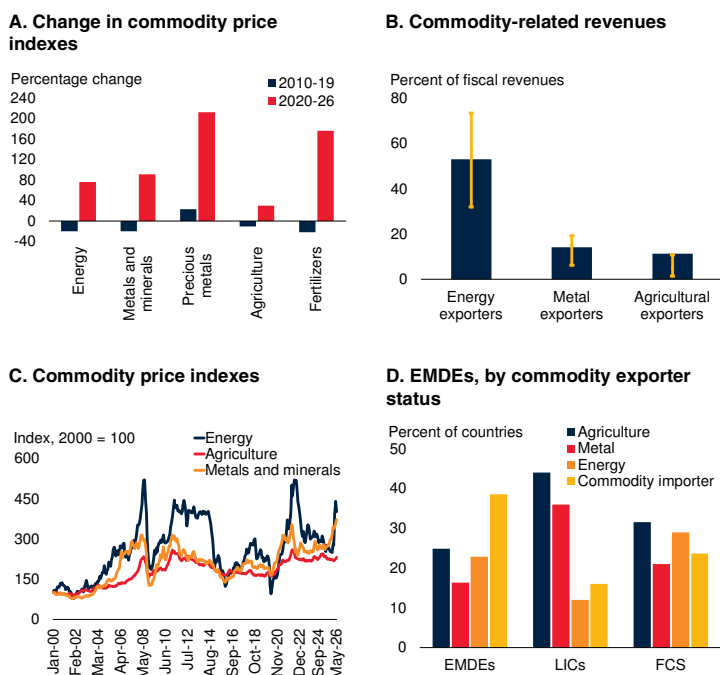 A. Change in commodity price
indexes
Percentage change
2010-19
2020-26
240
200
160
120
80
40
0
-40
Energy
Metals and
minerals
Precious
metals
Agriculture
Fertilizers
B. Commodity-related revenues
Percent of fiscal revenues
80
60
40
20
0
Energy
exporters
Metal
exporters
Agricultural
exporters
C. Commodity price indexes
Index, 2000 = 100
Energy
Agriculture
Metals and minerals
600
450
300
150
0
Jan-00
Feb-02
Mar-04
Apr-06
May-08
Jun-10
Jul-12
Aug-14
Sep-16
Oct-18
Nov-20
Dec-22
Sep-24
May-26
D. EMDEs, by commodity exporter
status
Percent of countries
Agriculture
Metal
Energy
Commodity importer
50
40
30
20
10
0
EMDEs
LICs
FCS